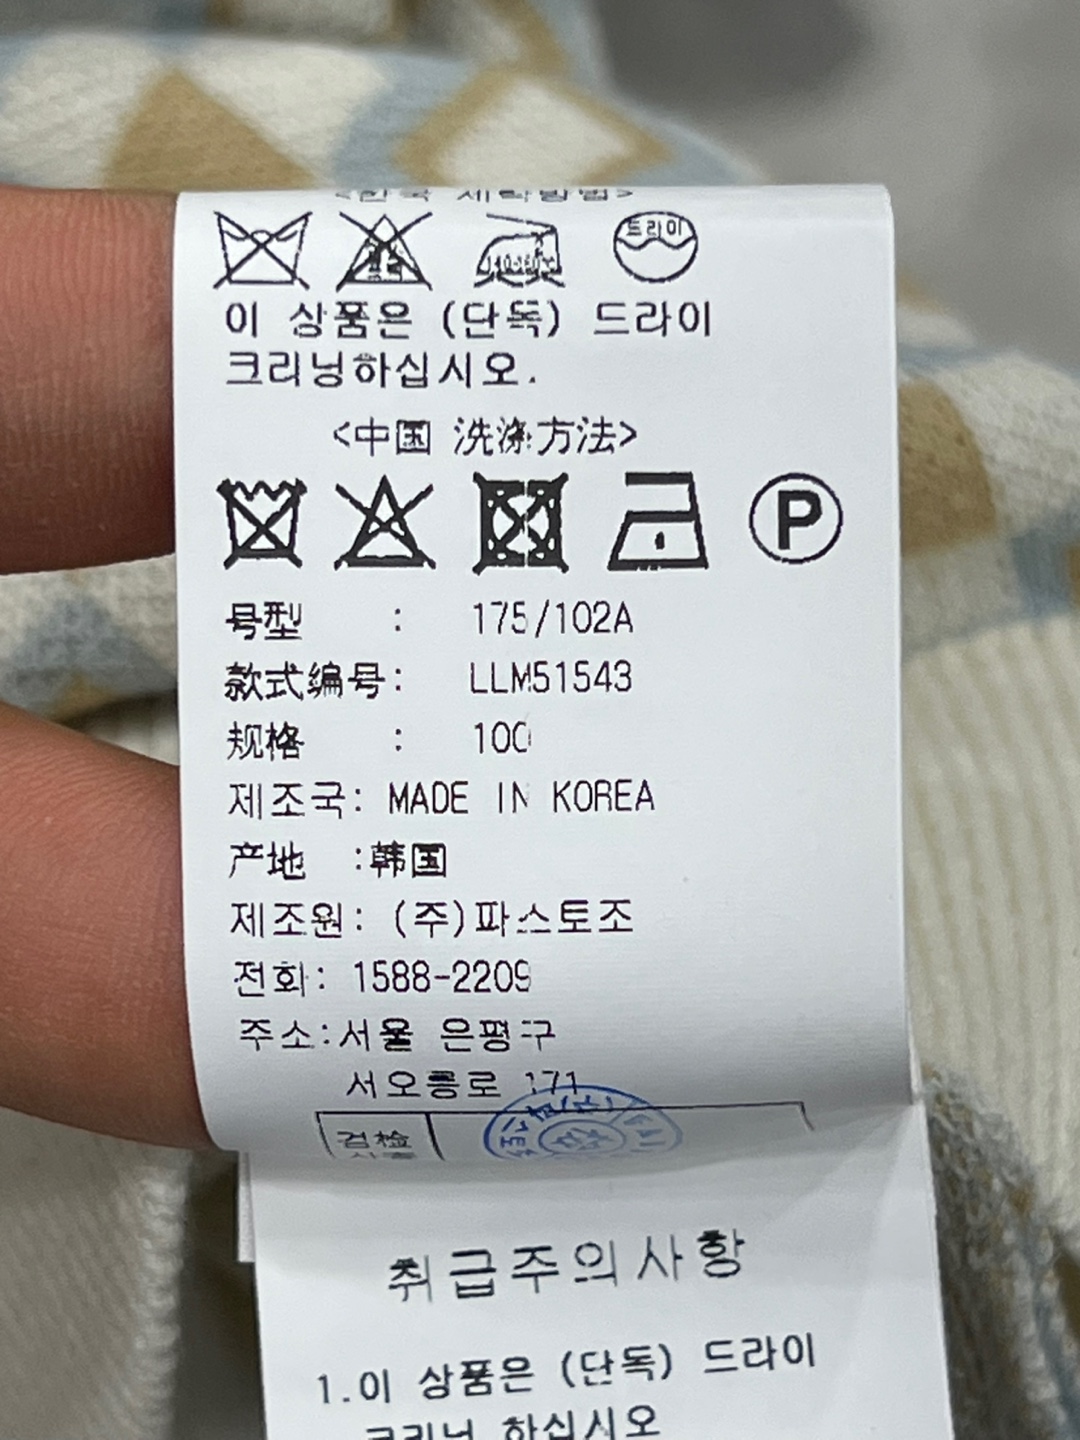 드라이
140~160℃
이 상품은 (단독) 드라이
크리닝하십시오.
<中国 洗涤方法>
P
号型 : 175/102A
款式编号: LLM51543
规格 : 100
제조국: MADE IN KOREA
产地 :韩国
제조원: (주)파스토조
전화: 1588-2209
주소:서울 은평구
서오릉로 171
검检
취급주의사항
1.이 상품은 (단독) 드라이
크리닝 하십시오